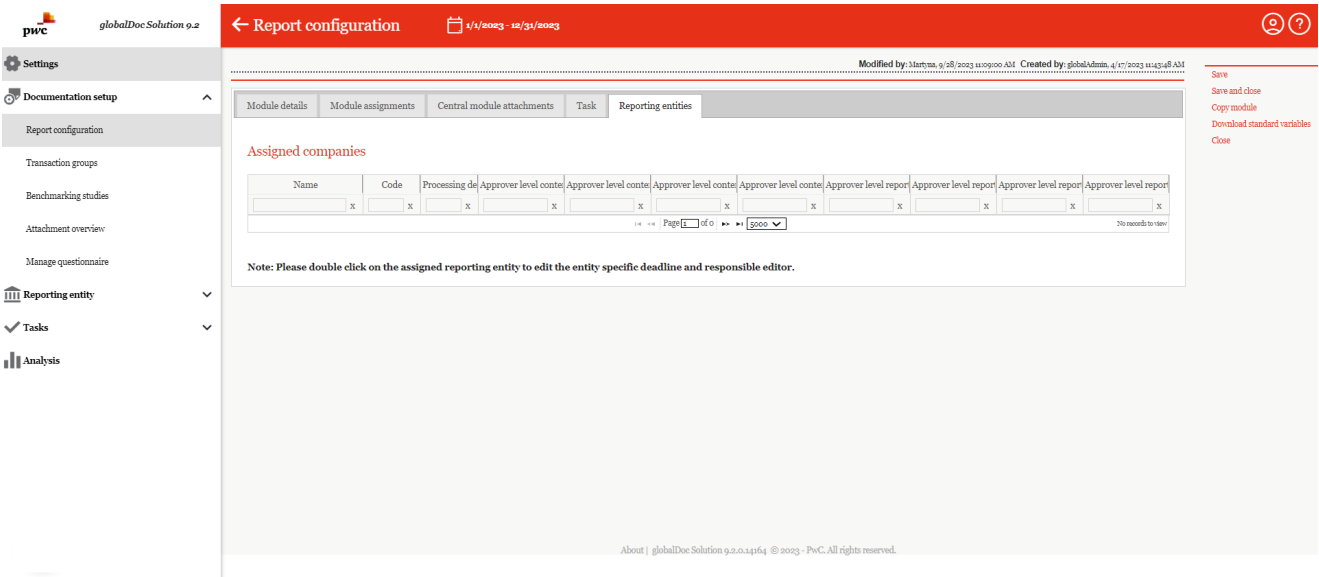 pwc
globalDoc Solution 9.2
Report configuration
1/1/2023 - 12/31/2023
Settings
Documentation setup
Report configuration
Transaction groups
Benchmarking studies
Attachment overview
Manage questionnaire
Reporting entity
Tasks
Analysis
Modified by: Martyna, 9/28/2023 11:09:00 AM Created by: globalAdmin, 4/17/2023 11:43:48 AM
Module details Module assignments Central module attachments Task Reporting entities
Assigned companies
Name Code Processing de Approver level conte Approver level conte Approver level conte Approver level conte Approver level report Approver level report Approver level report Approver level report
x x x x x x x x x x x
Page 1 of 0 5000 No records to view
Note: Please double click on the assigned reporting entity to edit the entity specific deadline and responsible editor.
Save
Save and close
Copy module
Download standard variables
Close
About | globalDoc Solution 9.2.0.14164 © 2023 - PwC. All rights reserved.